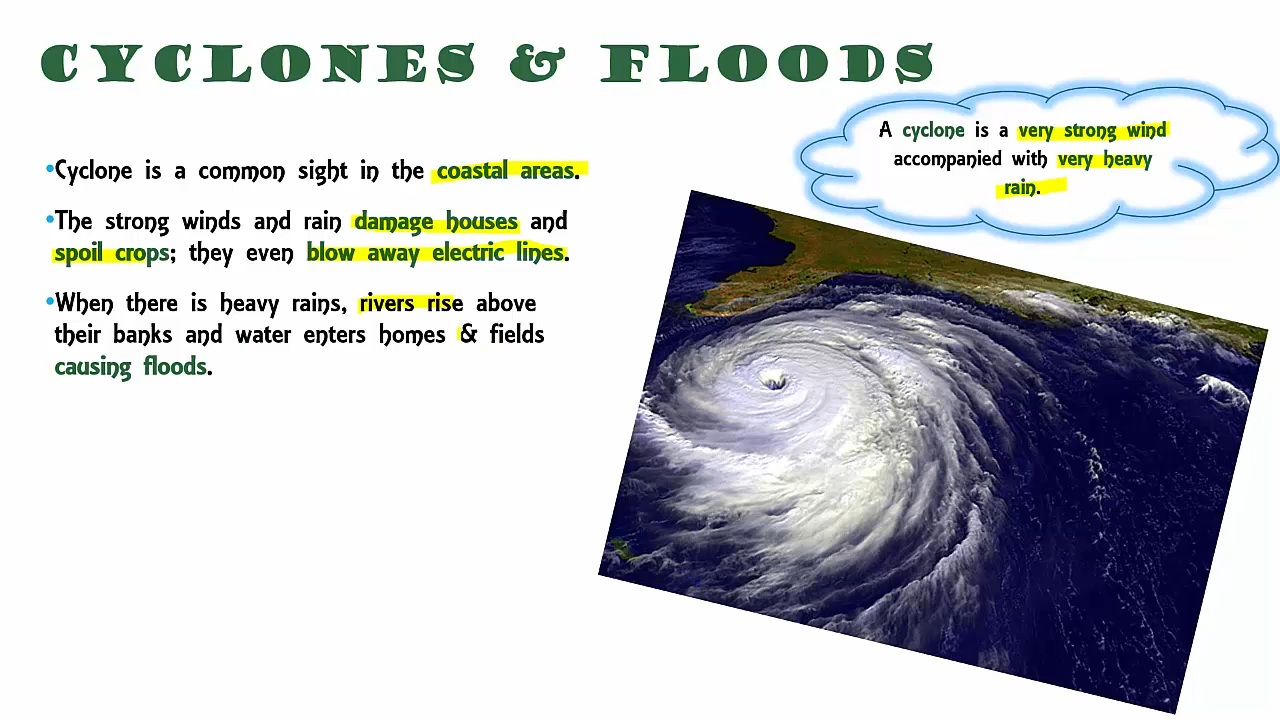 CYCLONES & FLOODS
A cyclone is a very strong wind
accompanied with very heavy
rain.
•Cyclone is a common sight in the coastal areas.
•The strong winds and rain damage houses and
spoil crops; they even blow away electric lines.
•When there is heavy rains, rivers rise above
their banks and water enters homes & fields
causing floods.